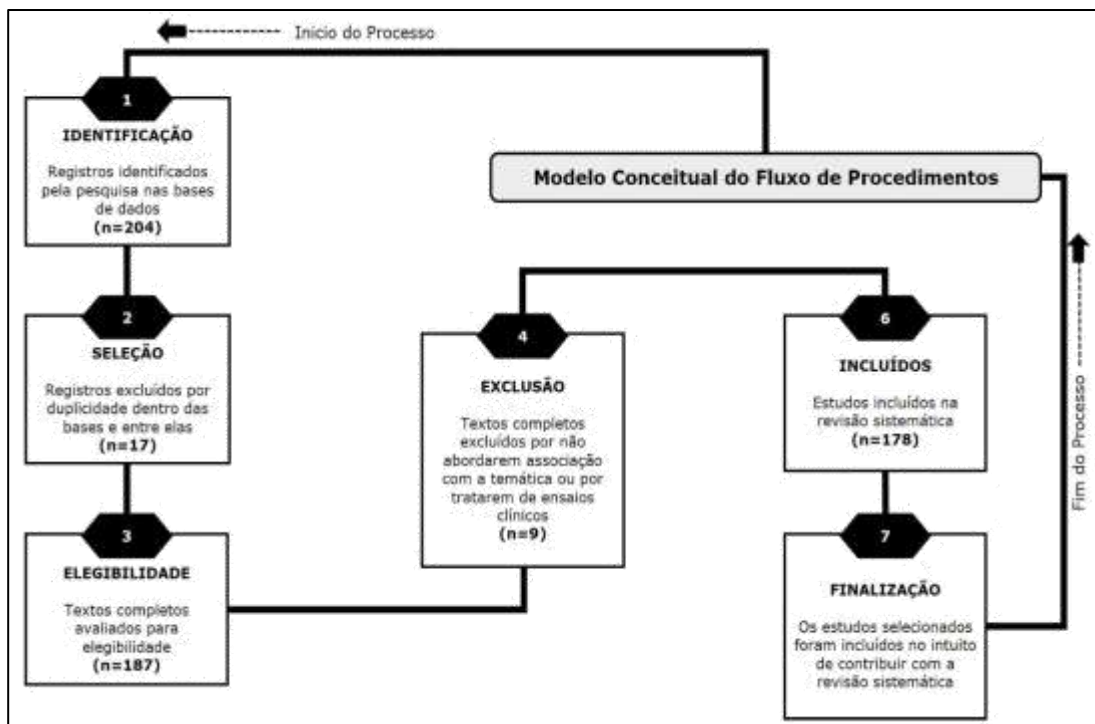 Inicio do Processo
1
IDENTIFICAÇÃO
Registros identificados
pela pesquisa nas bases
de dados
(n=204)
Modelo Conceitual do Fluxo de Procedimentos
2
SELEÇÃO
Registros excluídos por
duplicidade dentro das
bases e entre elas
(n=17)
3
ELEGIBILIDADE
Textos completos
avaliados para
elegibilidade
(n=187)
4
EXCLUSÃO
Textos completos
excluídos por não
abordarem associação
com a temática ou por
tratarem de ensaios
clínicos
(n=9)
6
INCLUÍDOS
Estudos incluídos na
revisão sistemática
(n=178)
7
FINALIZAÇÃO
Os estudos selecionados
foram incluídos no intuito
de contribuir com a
revisão sistemática
Fim do Processo